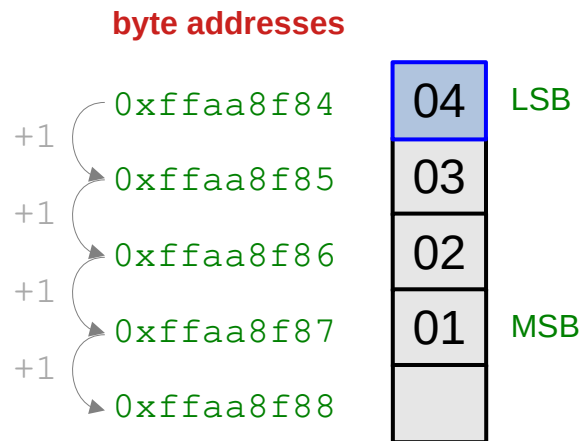 byte addresses
0xffaa8f84 04 LSB
+1
0xffaa8f85 03
+1
0xffaa8f86 02
+1
0xffaa8f87 01 MSB
+1
0xffaa8f88